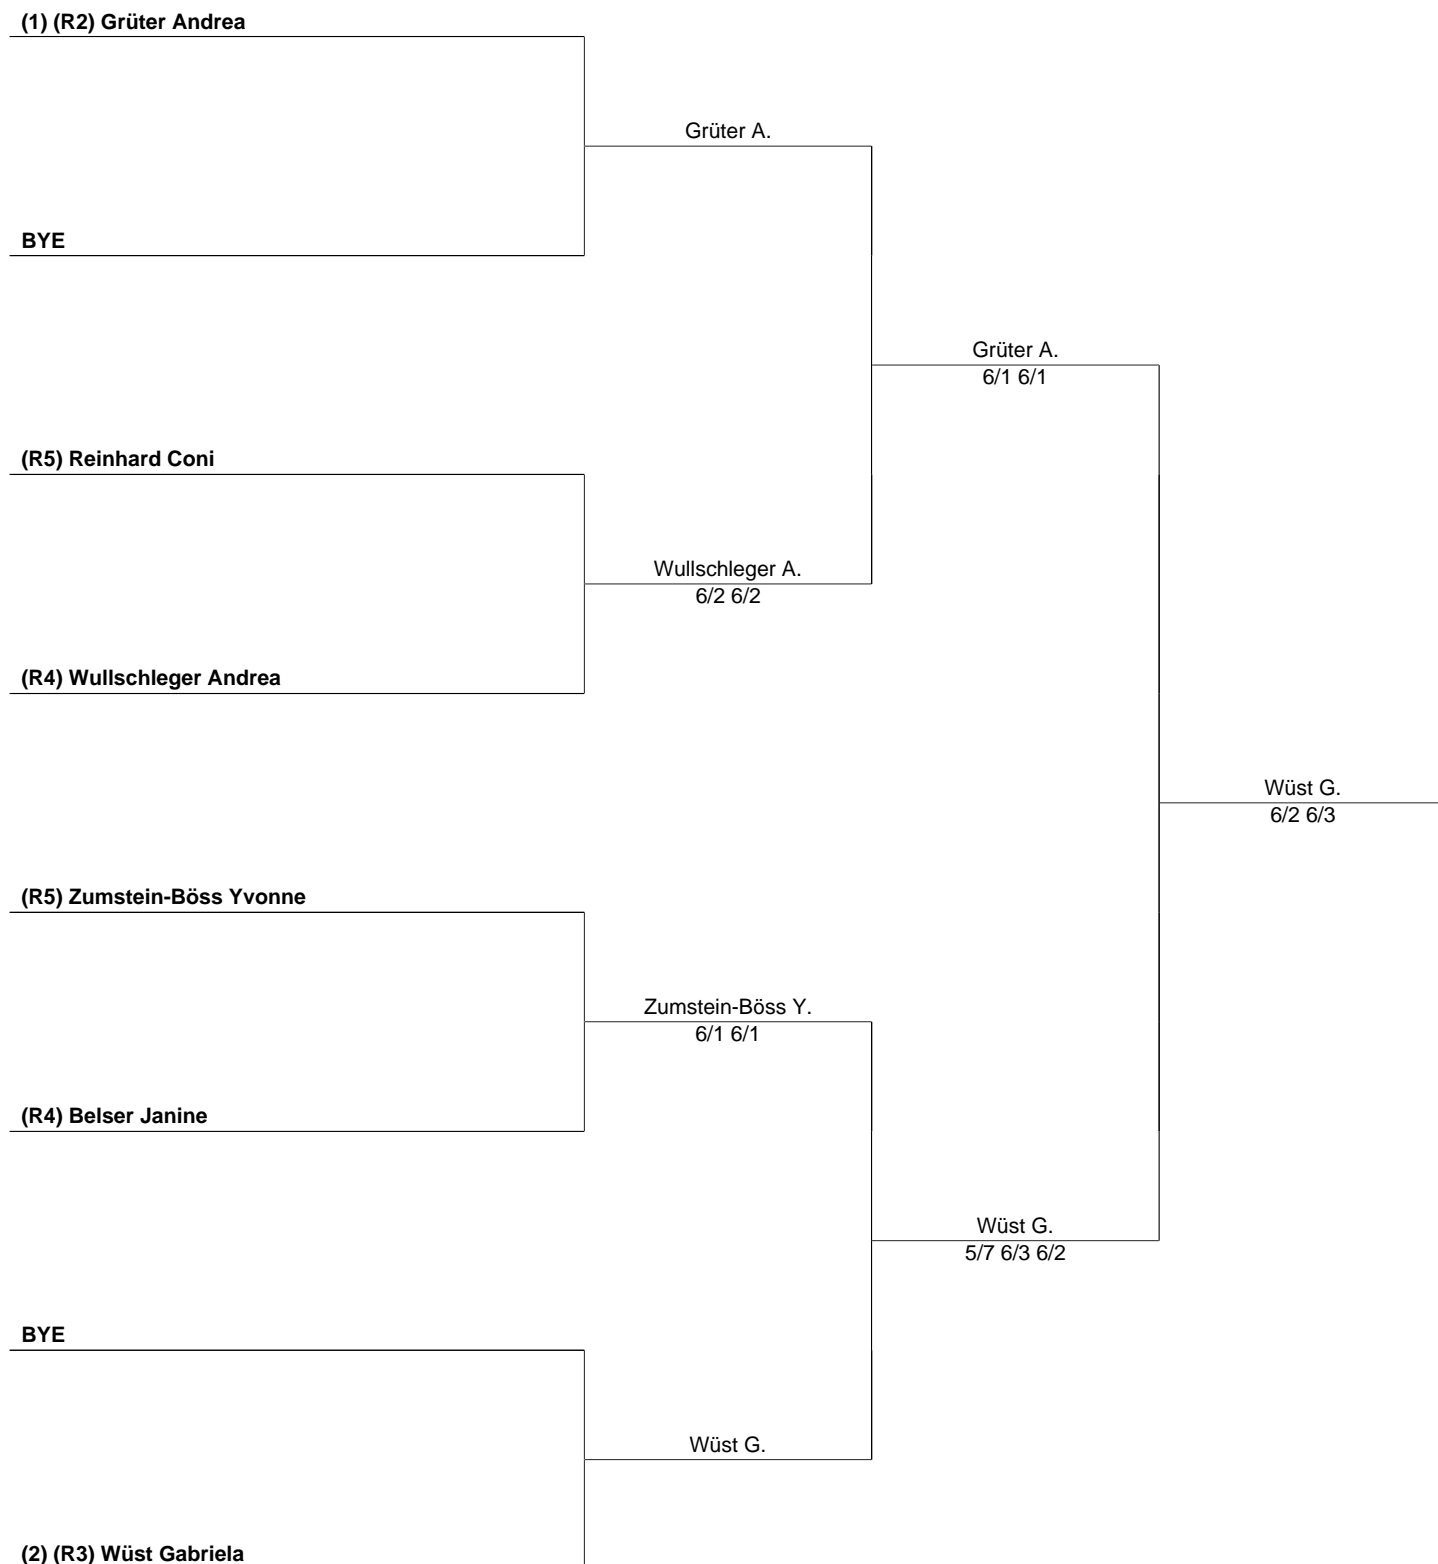 (1) (R2) Grüter Andrea
Grüter A.
BYE
Grüter A.
6/1 6/1
(R5) Reinhard Coni
Wullschleger A.
6/2 6/2
(R4) Wullschleger Andrea
Wüst G.
6/2 6/3
(R5) Zumstein-Böss Yvonne
Zumstein-Böss Y.
6/1 6/1
(R4) Belser Janine
Wüst G.
5/7 6/3 6/2
BYE
Wüst G.
(2) (R3) Wüst Gabriela